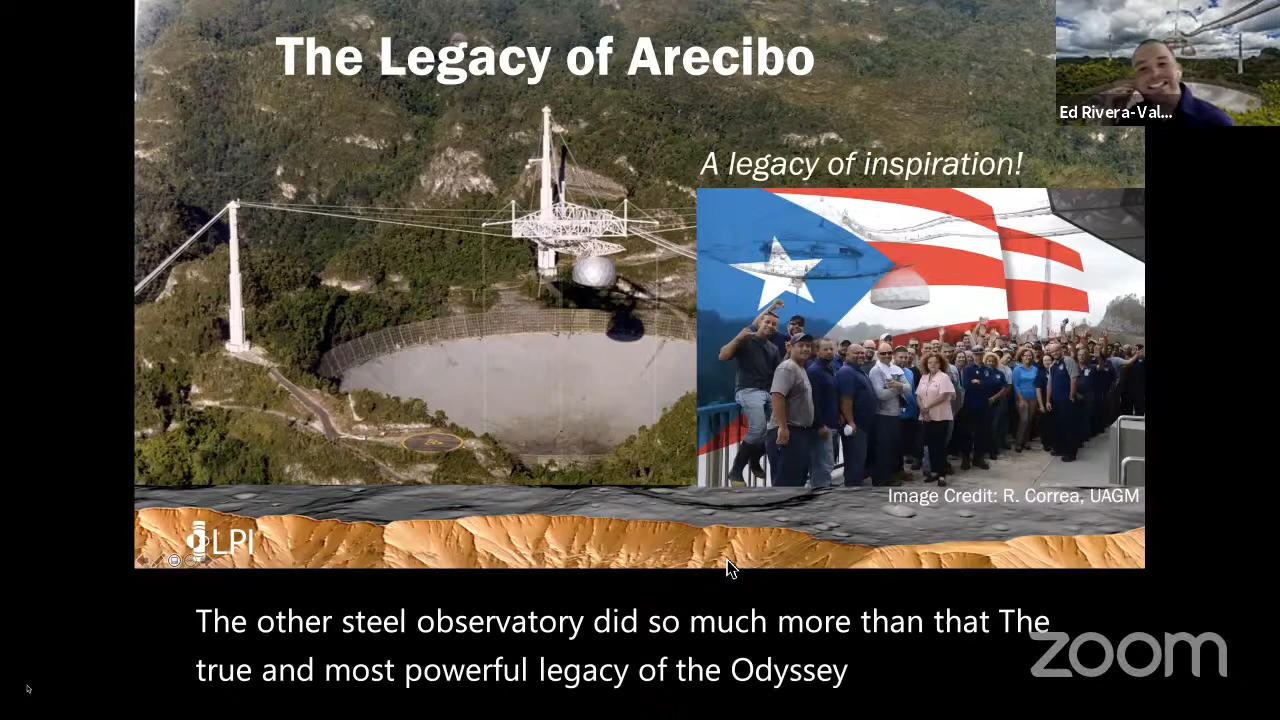 The Legacy of Arecibo
Ed Rivera-Val...
A legacy of inspiration!
Image Credit: R. Correa, UAGM
LPI
The other steel observatory did so much more than that The
true and most powerful legacy of the Odyssey
zoom